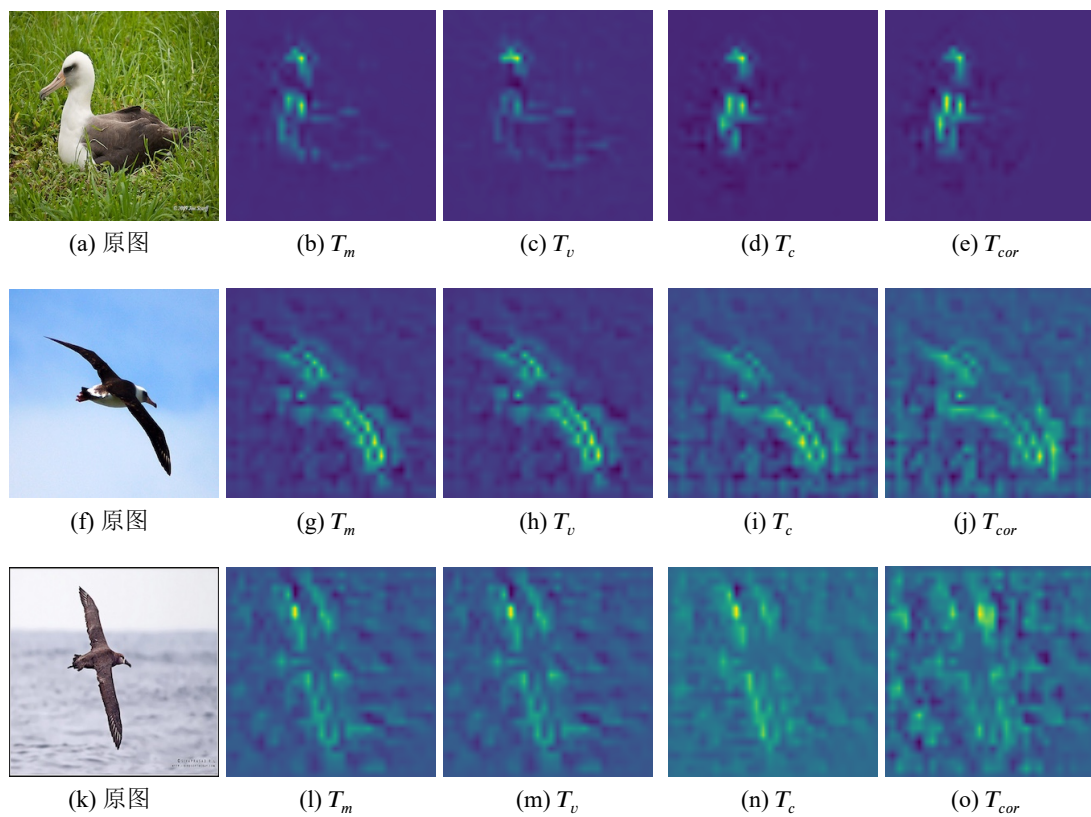 (a) 原图 (b) T_m (c) T_v (d) T_c (e) T_cor
(f) 原图 (g) T_m (h) T_v (i) T_c (j) T_cor
(k) 原图 (l) T_m (m) T_v (n) T_c (o) T_cor